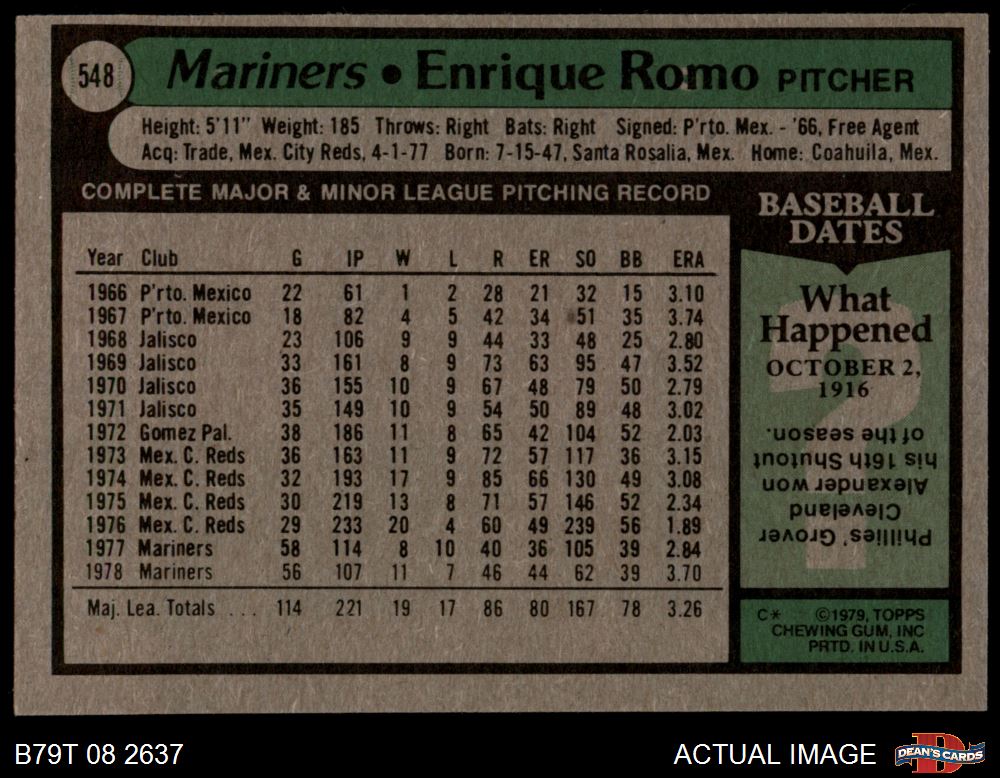 548 Mariners • Enrique Romo PITCHER
Height: 5'11" Weight: 185 Throws: Right Bats: Right Signed: P'rto. Mex. - '66, Free Agent
Acq: Trade, Mex. City Reds, 4-1-77 Born: 7-15-47, Santa Rosalia, Mex. Home: Coahuila, Mex.
COMPLETE MAJOR & MINOR LEAGUE PITCHING RECORD
Year Club G IP W L R ER SO BB ERA
1966 P'rto. Mexico 22 61 1 2 28 21 32 15 3.10
1967 P'rto. Mexico 18 82 4 5 42 34 51 35 3.74
1968 Jalisco 23 106 9 9 44 33 48 25 2.80
1969 Jalisco 33 161 8 9 73 63 95 47 3.52
1970 Jalisco 36 155 10 9 67 48 79 50 2.79
1971 Jalisco 35 149 10 9 54 50 89 48 3.02
1972 Gomez Pal. 38 186 11 8 65 42 104 52 2.03
1973 Mex. C. Reds 36 163 11 9 72 57 117 36 3.15
1974 Mex. C. Reds 32 193 17 9 85 66 130 49 3.08
1975 Mex. C. Reds 30 219 13 8 71 57 146 52 2.34
1976 Mex. C. Reds 29 233 20 4 60 49 239 56 1.89
1977 Mariners 58 114 8 10 40 36 105 39 2.84
1978 Mariners 56 107 11 7 46 44 62 39 3.70
Maj. Lea. Totals . . . 114 221 19 17 86 80 167 78 3.26
BASEBALL
DATES
What
Happened
OCTOBER 2,
1916
Phillies' Grover
Cleveland
Alexander won
his 16th Shutout
of the season.
C* ©1979, TOPPS
CHEWING GUM, INC
PRTD. IN U.S.A.
B79T 08 2637
ACTUAL IMAGE
DEAN'S CARDS